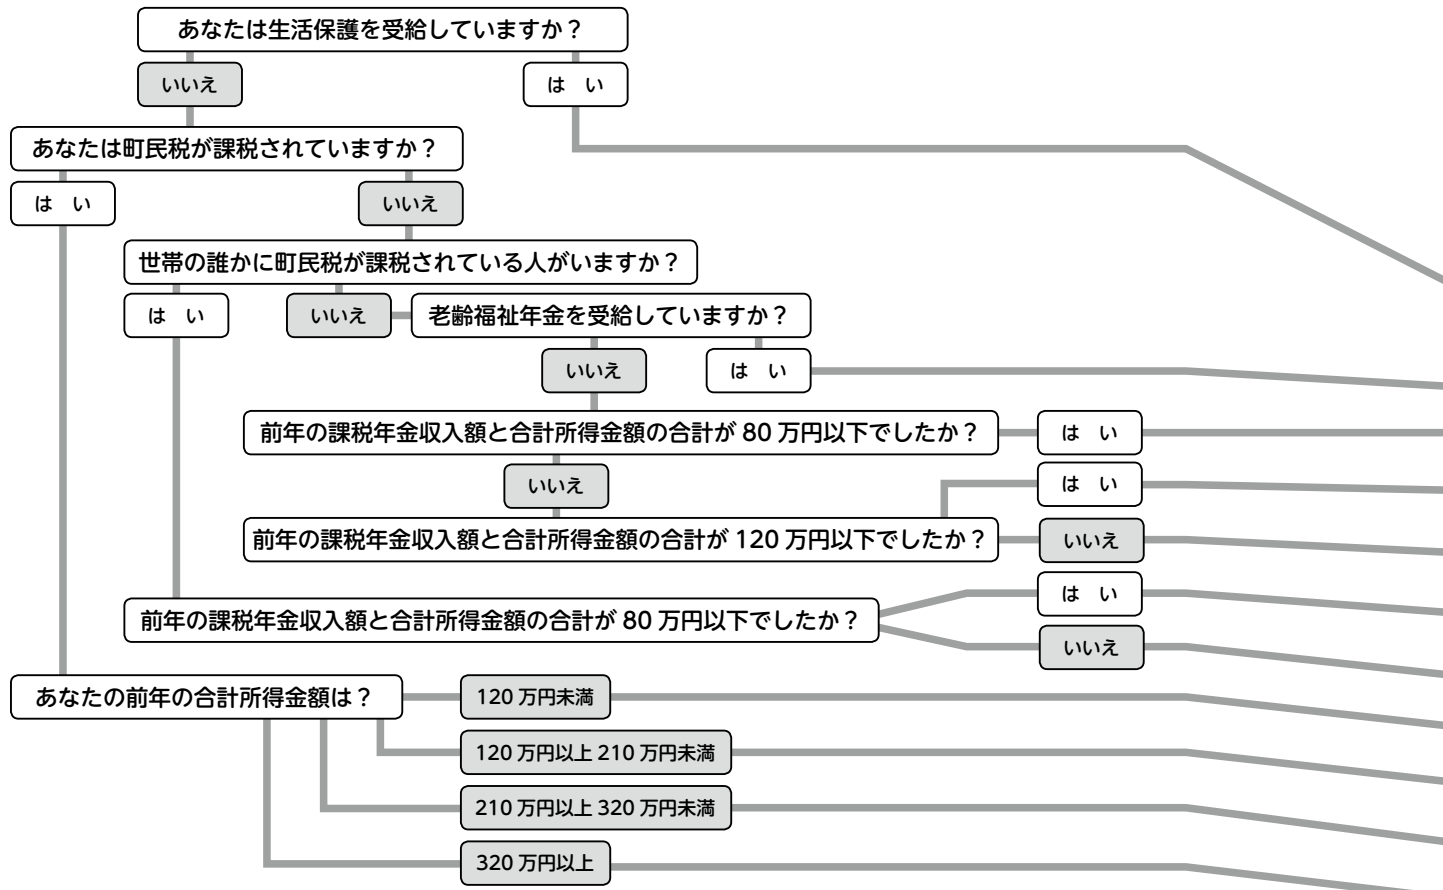 あなたは生活保護を受給していますか？
いいえ
は　い
あなたは町民税が課税されていますか？
は　い
いいえ
世帯の誰かに町民税が課税されている人がいますか？
は　い
いいえ
老齢福祉年金を受給していますか？
いいえ
は　い
前年の課税年金収入額と合計所得金額の合計が 80 万円以下でしたか？
は　い
いいえ
は　い
前年の課税年金収入額と合計所得金額の合計が 120 万円以下でしたか？
いいえ
は　い
前年の課税年金収入額と合計所得金額の合計が 80 万円以下でしたか？
いいえ
あなたの前年の合計所得金額は？
120 万円未満
120 万円以上 210 万円未満
210 万円以上 320 万円未満
320 万円以上